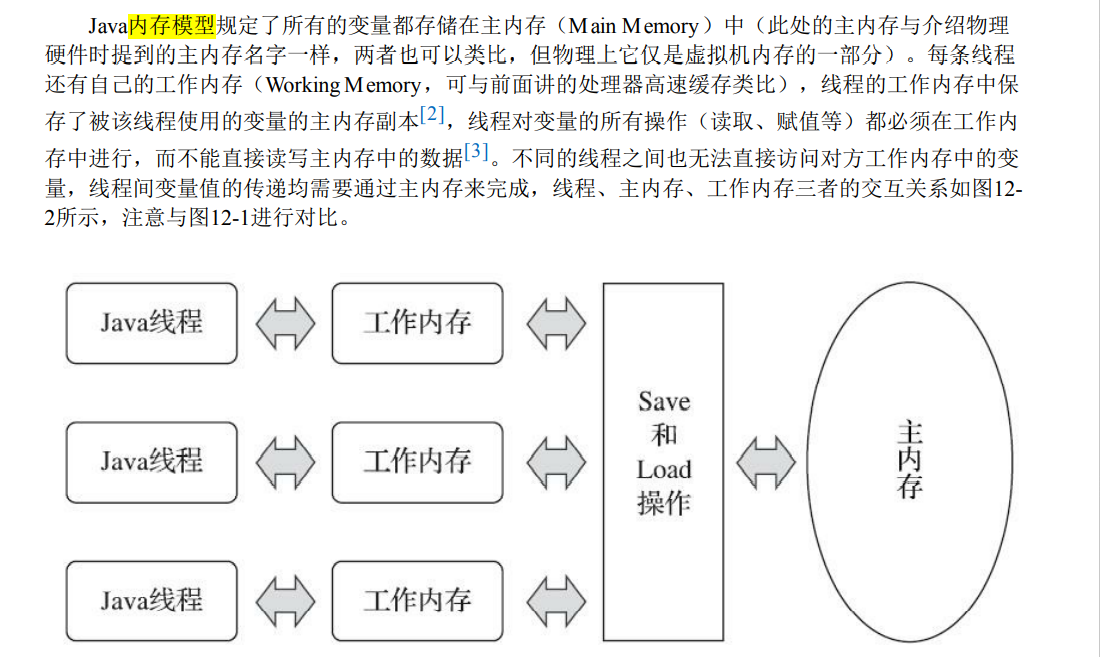 Java内存模型规定了所有的变量都存储在主内存（Main Memory）中（此处的主内存与介绍物理
硬件时提到的主内存名字一样，两者也可以类比，但物理上它仅是虚拟机内存的一部分）。每条线程
还有自己的工作内存（Working Memory，可与前面讲的处理器高速缓存类比），线程的工作内存中保
存了被该线程使用的变量的主内存副本[2]，线程对变量的所有操作（读取、赋值等）都必须在工作内
存中进行，而不能直接读写主内存中的数据[3]。不同的线程之间也无法直接访问对方工作内存中的变
量，线程间变量值的传递均需要通过主内存来完成，线程、主内存、工作内存三者的交互关系如图12-
2所示，注意与图12-1进行对比。
Java线程
工作内存
Java线程
工作内存
Java线程
工作内存
Save
和
Load
操作
主内存